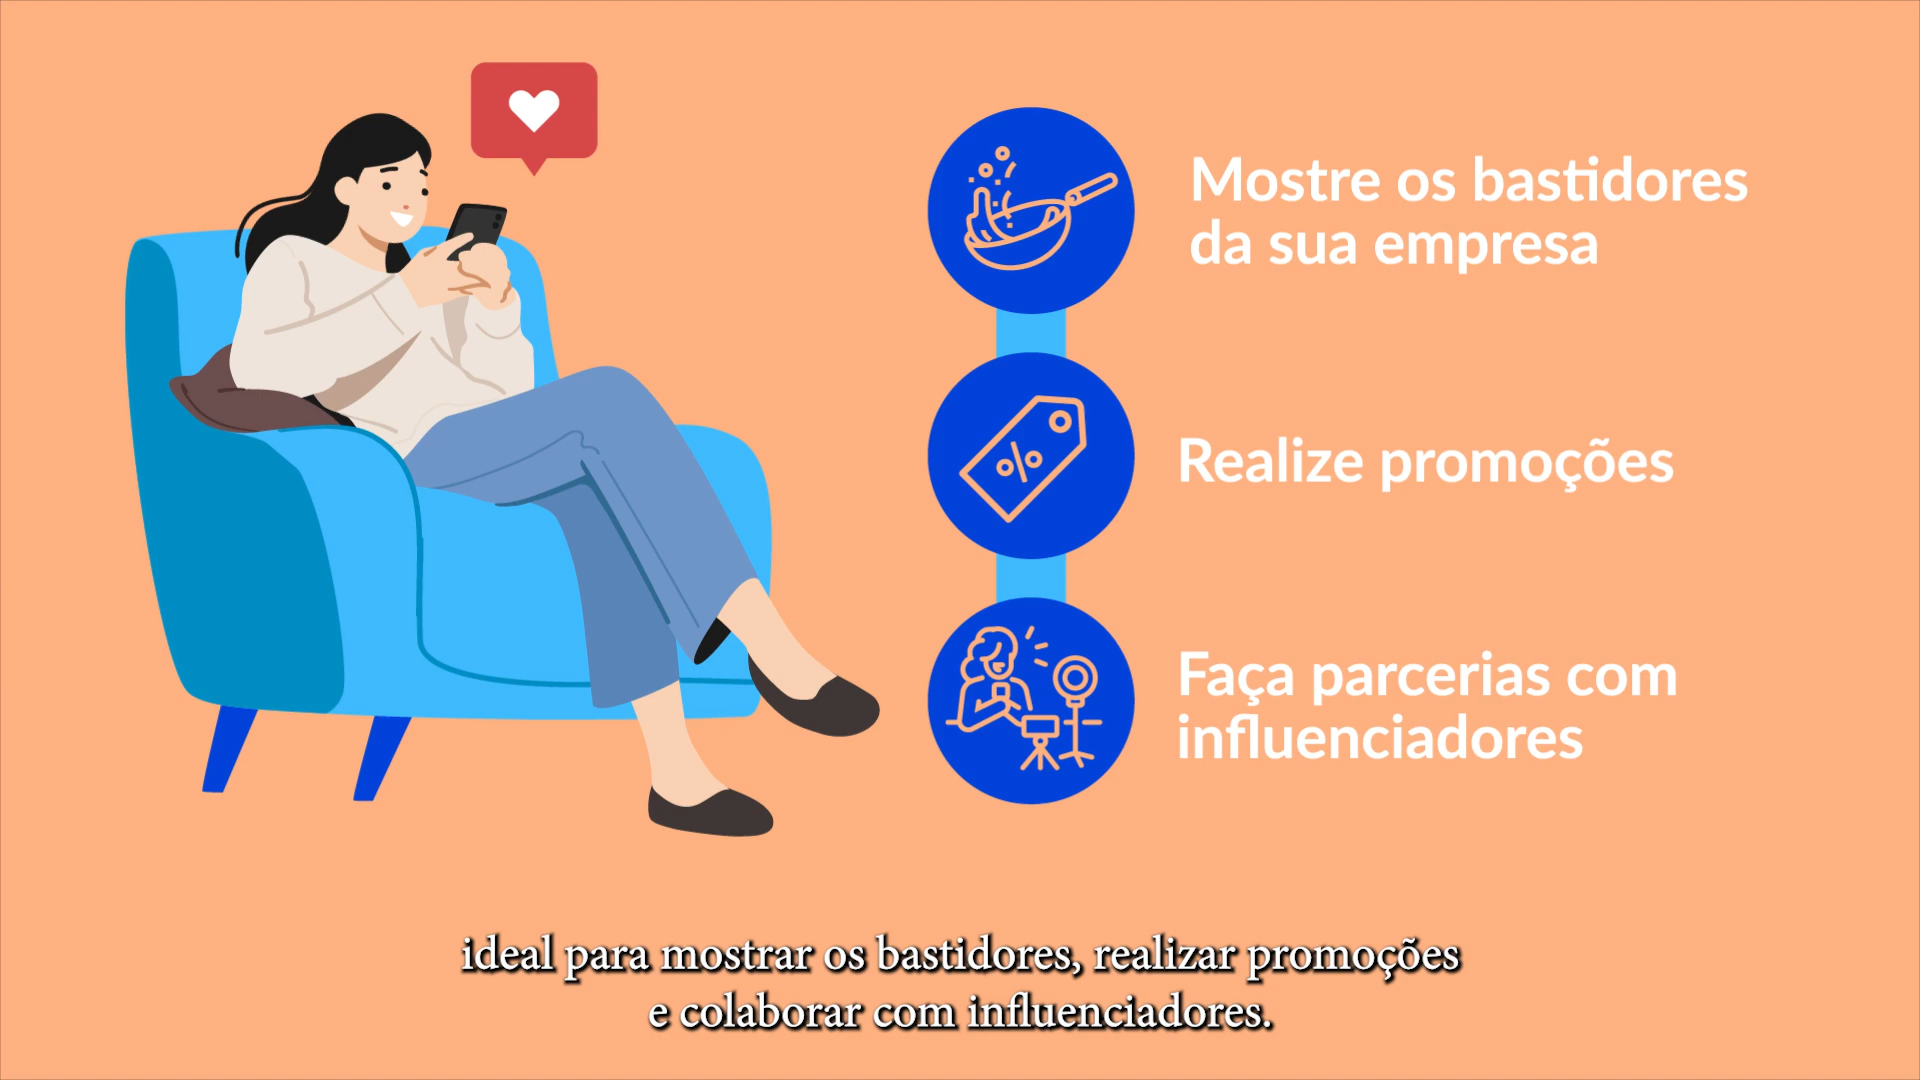 Mostre os bastidores
da sua empresa
%
Realize promoções
Faça parcerias com
influenciadores
ideal para mostrar os bastidores, realizar promoções
e colaborar com influenciadores.